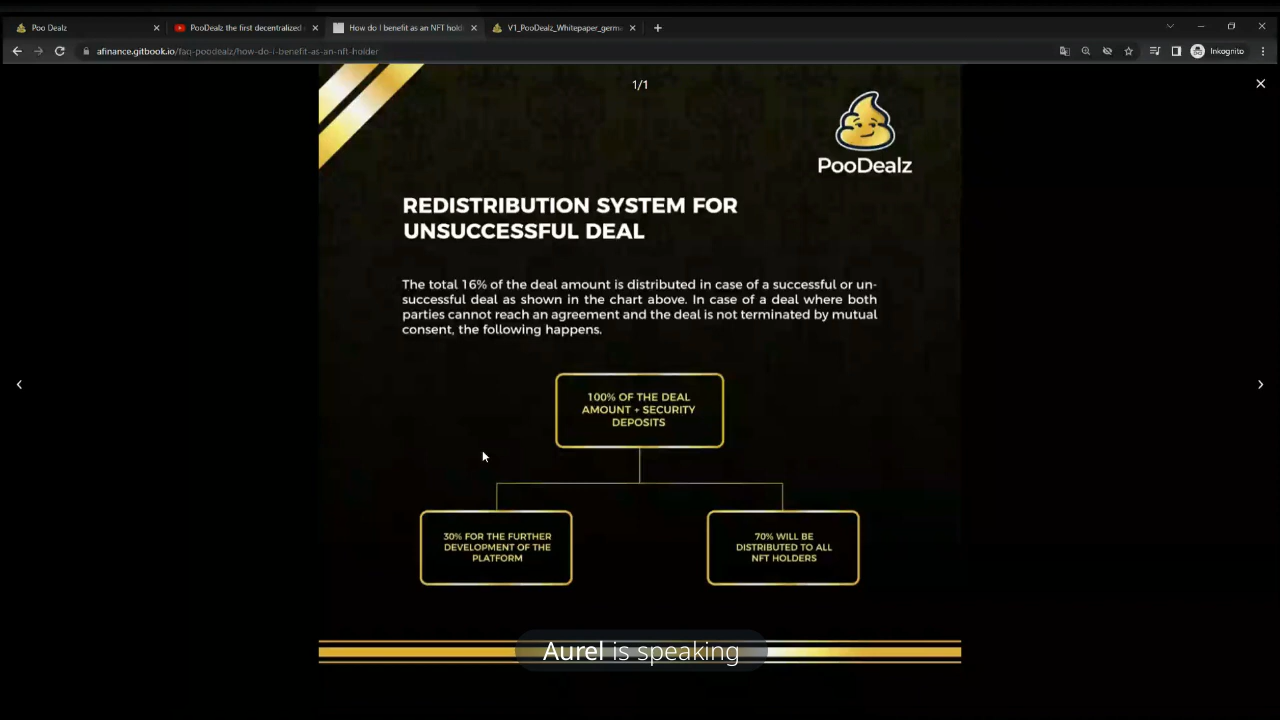 Poo Dealz
PooDealz the first decentralized
How do I benefit as an NFT hold
V1_PooDealz_Whitepaper_germ
afinance.gitbook.io/faq-poodealz/how-do-i-benefit-as-an-nft-holder
Inkognito
1/1
PooDealz
REDISTRIBUTION SYSTEM FOR
UNSUCCESSFUL DEAL
The total 16% of the deal amount is distributed in case of a successful or un-
successful deal as shown in the chart above. In case of a deal where both
parties cannot reach an agreement and the deal is not terminated by mutual
consent, the following happens.
100% OF THE DEAL
AMOUNT + SECURITY
DEPOSITS
30% FOR THE FURTHER
DEVELOPMENT OF THE
PLATFORM
70% WILL BE
DISTRIBUTED TO ALL
NFT HOLDERS
Aurel is speaking